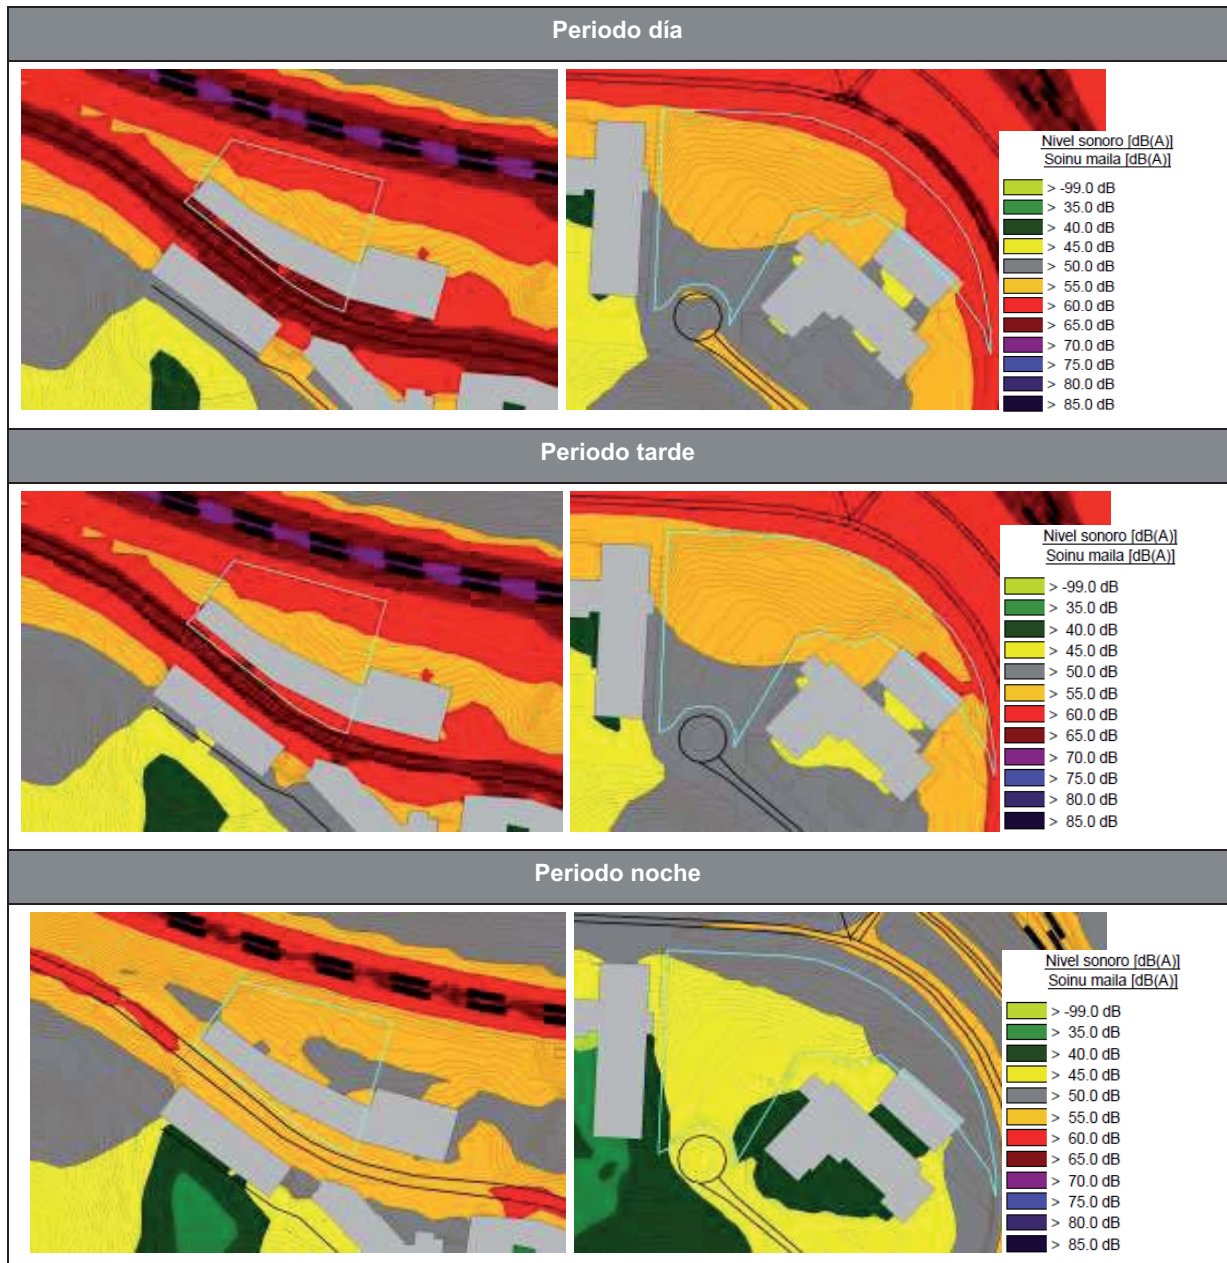 Periodo día
Nivel sonoro [dB(A)]
Soinu maila [dB(A)]
> -99.0 dB
> 35.0 dB
> 40.0 dB
> 45.0 dB
> 50.0 dB
> 55.0 dB
> 60.0 dB
> 65.0 dB
> 70.0 dB
> 75.0 dB
> 80.0 dB
> 85.0 dB
Periodo tarde
Nivel sonoro [dB(A)]
Soinu maila [dB(A)]
> -99.0 dB
> 35.0 dB
> 40.0 dB
> 45.0 dB
> 50.0 dB
> 55.0 dB
> 60.0 dB
> 65.0 dB
> 70.0 dB
> 75.0 dB
> 80.0 dB
> 85.0 dB
Periodo noche
Nivel sonoro [dB(A)]
Soinu maila [dB(A)]
> -99.0 dB
> 35.0 dB
> 40.0 dB
> 45.0 dB
> 50.0 dB
> 55.0 dB
> 60.0 dB
> 65.0 dB
> 70.0 dB
> 75.0 dB
> 80.0 dB
> 85.0 dB